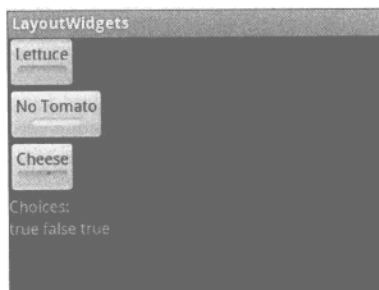 LayoutWidgets
Lettuce
No Tomato
Cheese
Choices:
true false true